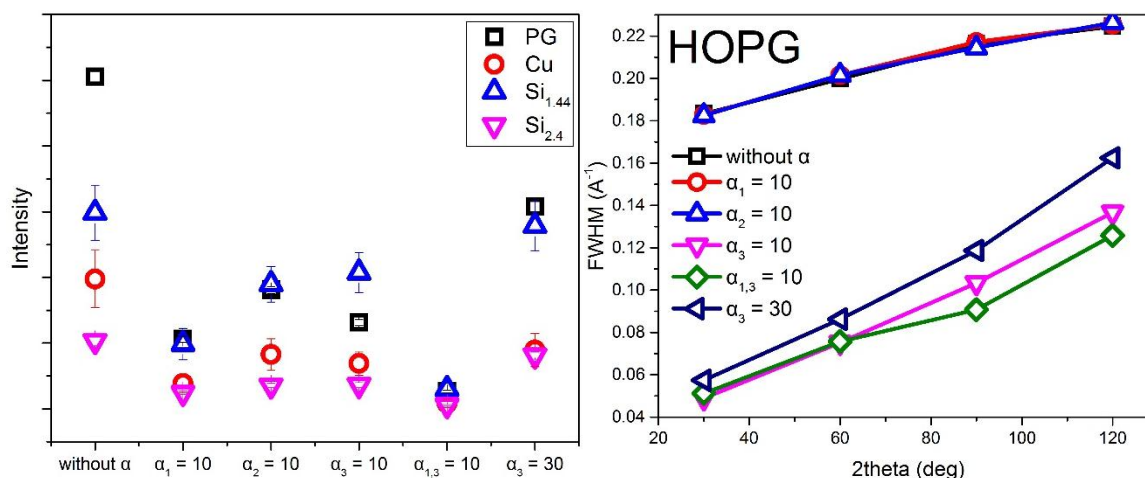 PG
Cu
Si1.44
Si2.4
Intensity
without α
α1 = 10
α2 = 10
α3 = 10
α1,3 = 10
α3 = 30
HOPG
0.22
0.20
0.18
0.16
0.14
0.12
0.10
0.08
0.06
0.04
FWHM (A-1)
without α
α1 = 10
α2 = 10
α3 = 10
α1,3 = 10
α3 = 30
20
40
60
80
100
120
2theta (deg)